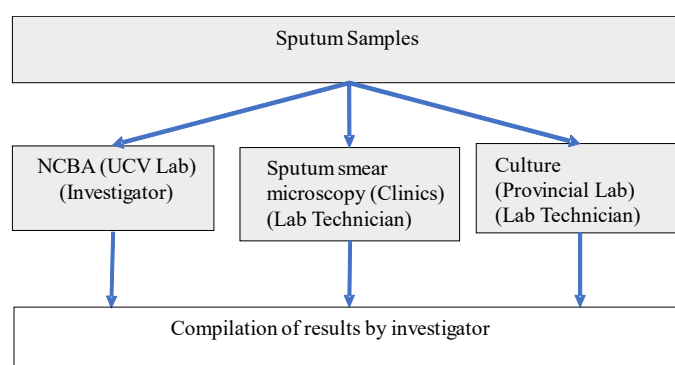 Sputum Samples
NCBA (UCV Lab)
(Investigator)
Sputum smear
microscopy (Clinics)
(Lab Technician)
Culture
(Provincial Lab)
(Lab Technician)
Compilation of results by investigator